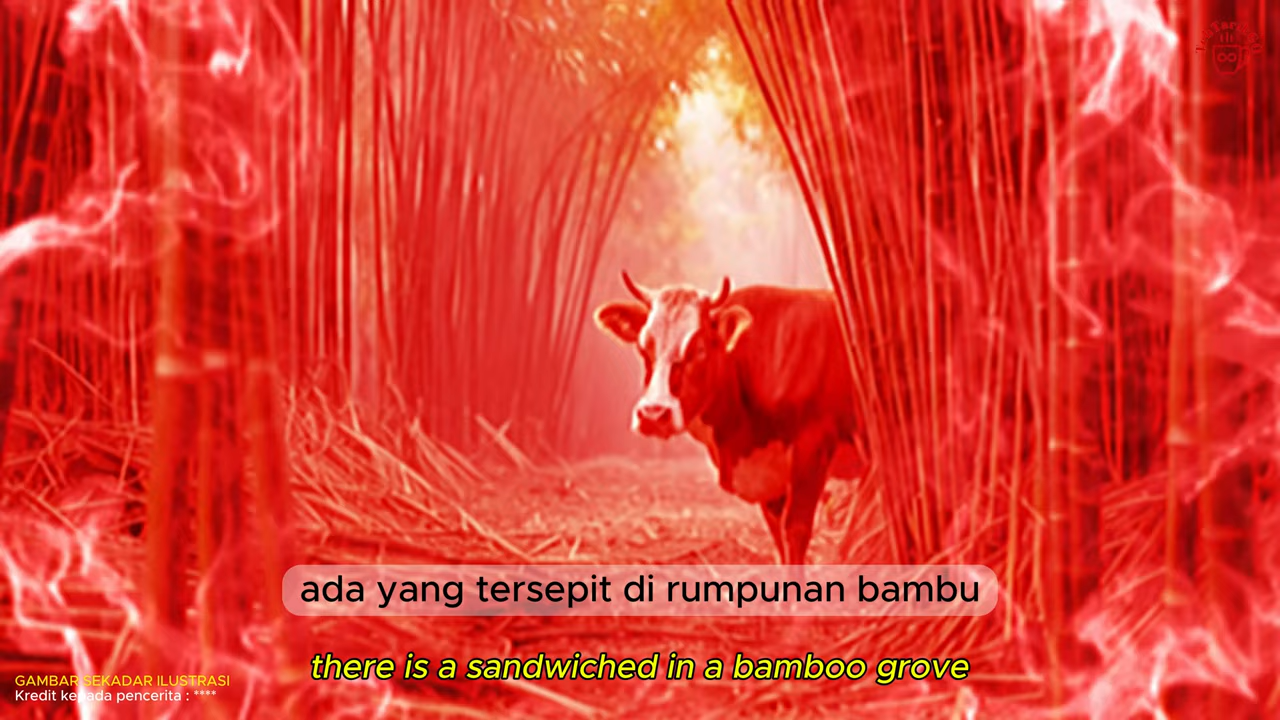 ada yang tersepit di rumpunan bambu
there is a sandwiched in a bamboo grove
GAMBAR SEKADAR ILUSTRASI
Kredit kepada pencerita : ****